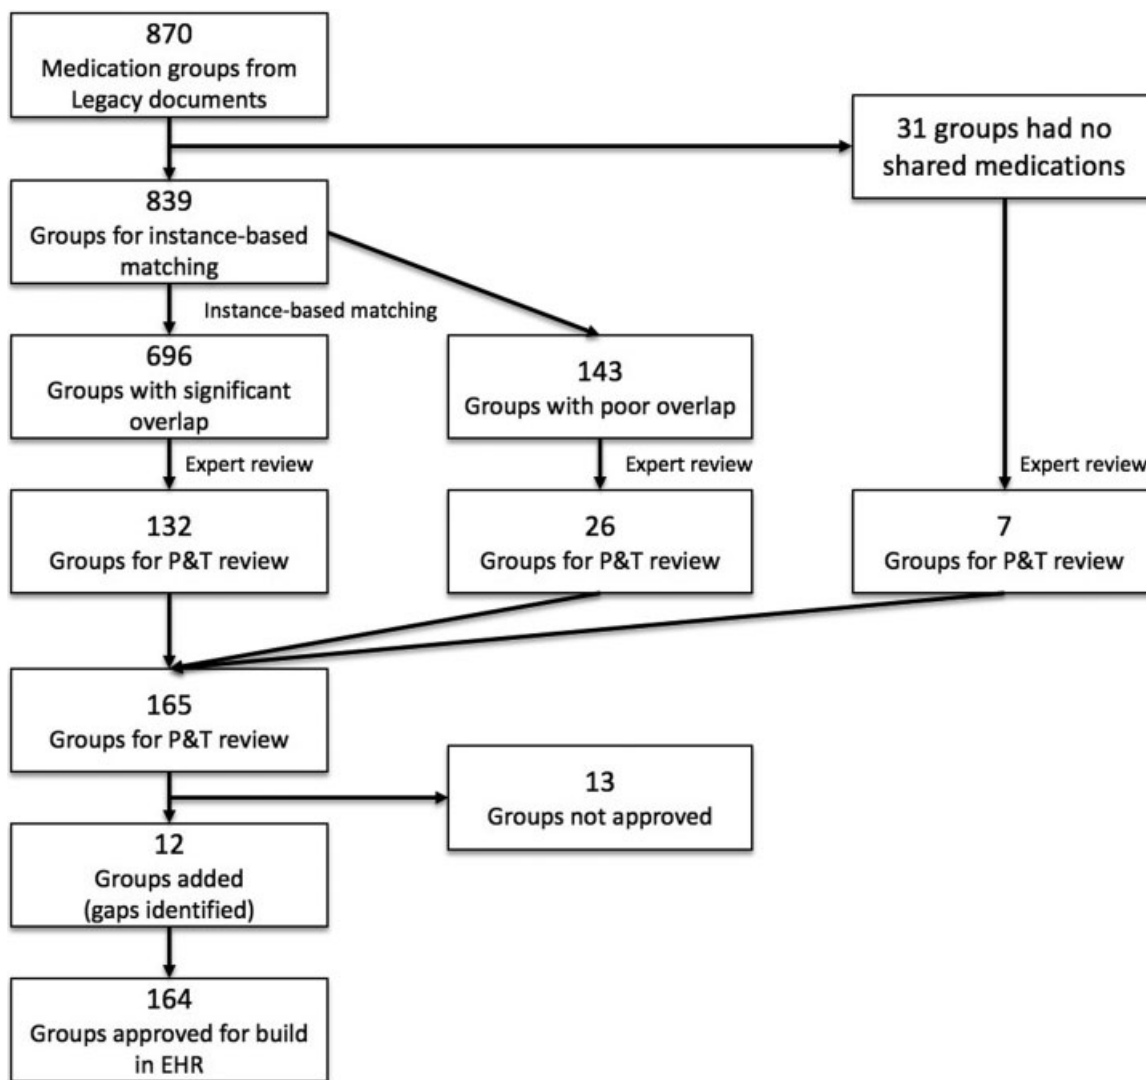 870
Medication groups from
Legacy documents
31 groups had no
shared medications
839
Groups for instance-based
matching
Instance-based matching
696
Groups with significant
overlap
143
Groups with poor overlap
Expert review
Expert review
Expert review
132
Groups for P&T review
26
Groups for P&T review
7
Groups for P&T review
165
Groups for P&T review
13
Groups not approved
12
Groups added
(gaps identified)
164
Groups approved for build
in EHR